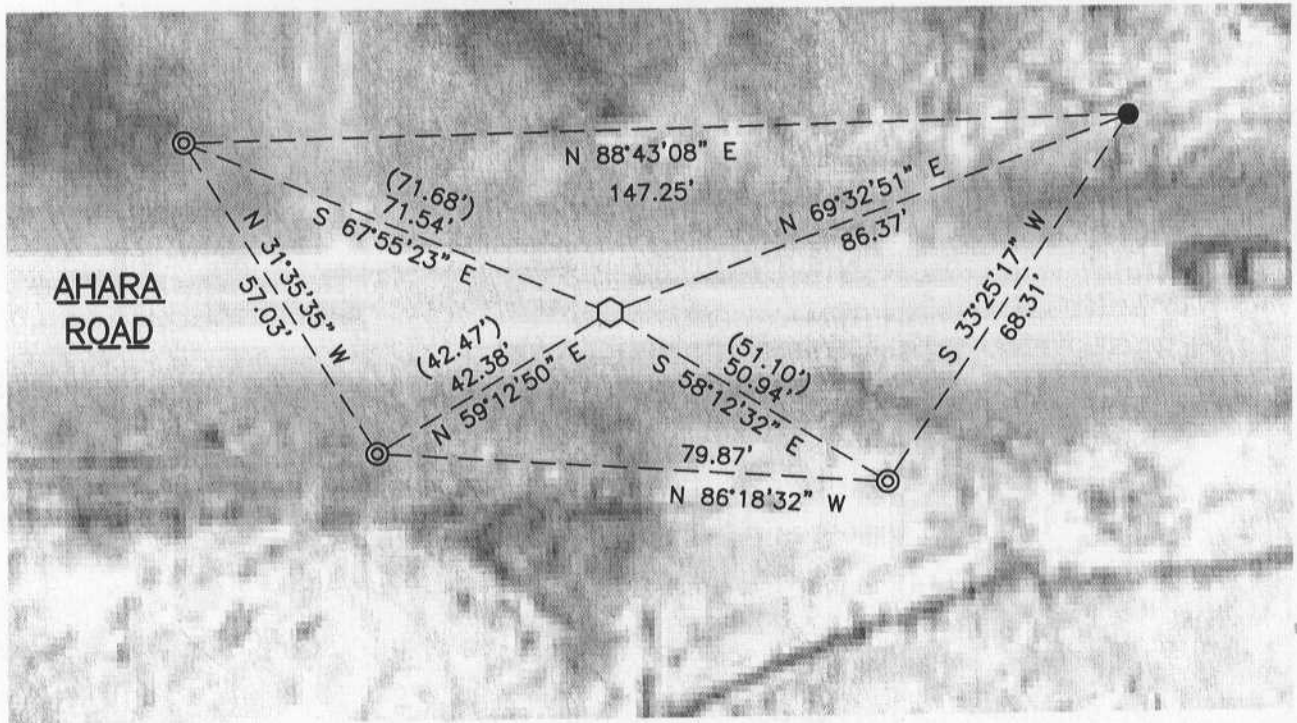 N 88°43'08" E
147.25'
(71.68')
71.54'
S 67°55'23" E
N 69°32'51" E
86.37'
N 31°35'35" W
57.03'
AHARA
ROAD
S 33°25'17" W
68.31'
(42.47')
42.38'
N 59°12'50" E
(51.10')
50.94'
S 58°12'32" E
79.87'
N 86°18'32" W